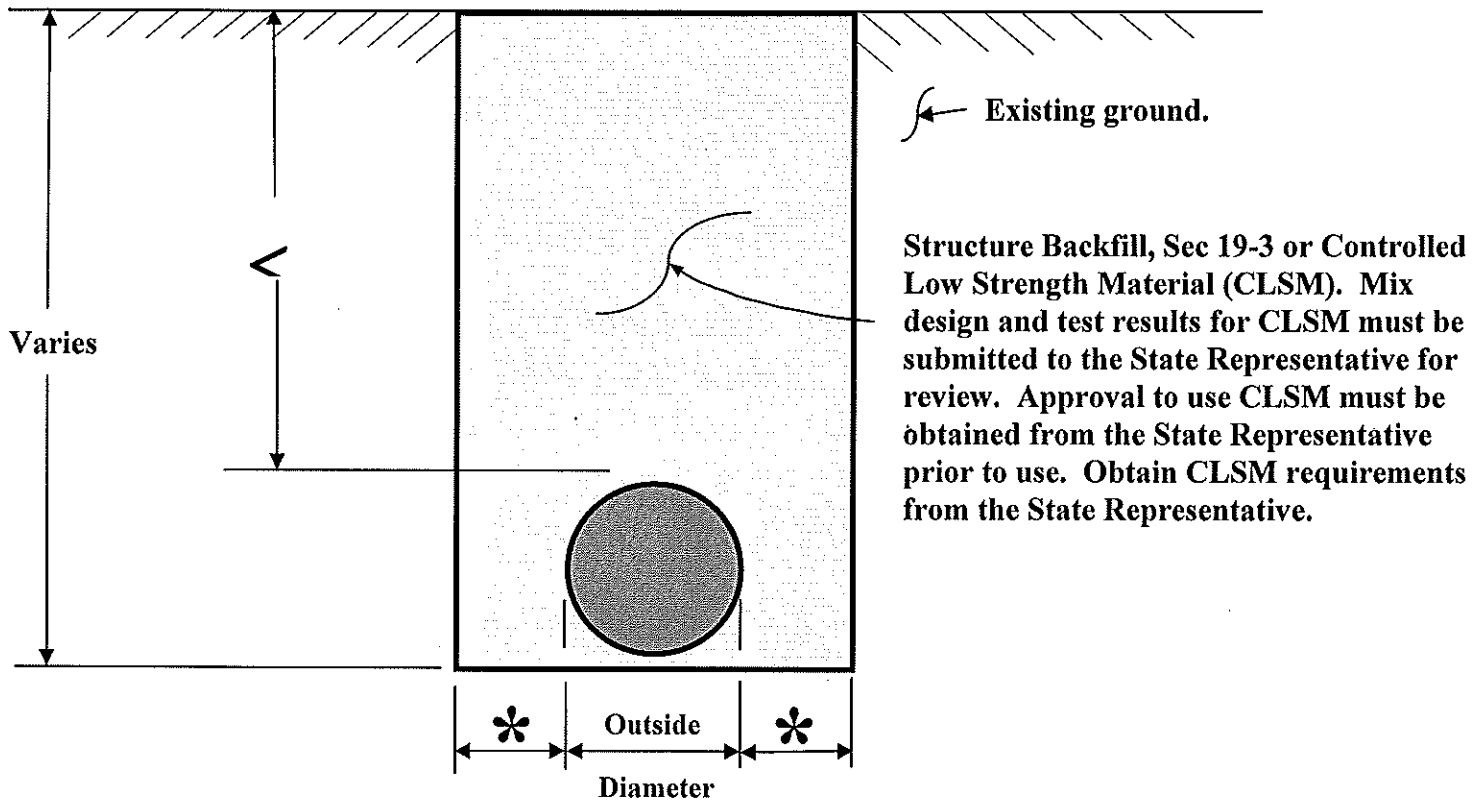 Existing ground.
Structure Backfill, Sec 19-3 or Controlled
Low Strength Material (CLSM). Mix
design and test results for CLSM must be
submitted to the State Representative for
review. Approval to use CLSM must be
obtained from the State Representative
prior to use. Obtain CLSM requirements
from the State Representative.
<
Varies
* Outside *
Diameter